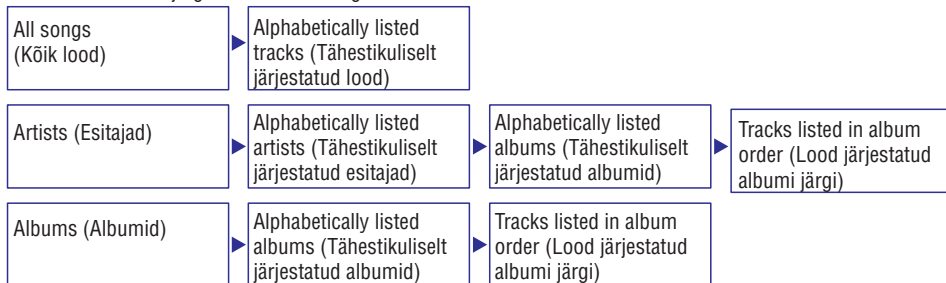 All songs
(Kõik lood)
Alphabetically listed
tracks (Tähestikuliselt
järjestatud lood)
Artists (Esitajad)
Alphabetically listed
artists (Tähestikuliselt
järjestatud esitajad)
Alphabetically listed
albums (Tähestikuliselt
järjestatud albumid)
Tracks listed in album
order (Lood järjestatud
albumi järgi)
Albums (Albumid)
Alphabetically listed
albums (Tähestikuliselt
järjestatud albumid)
Tracks listed in album
order (Lood järjestatud
albumi järgi)